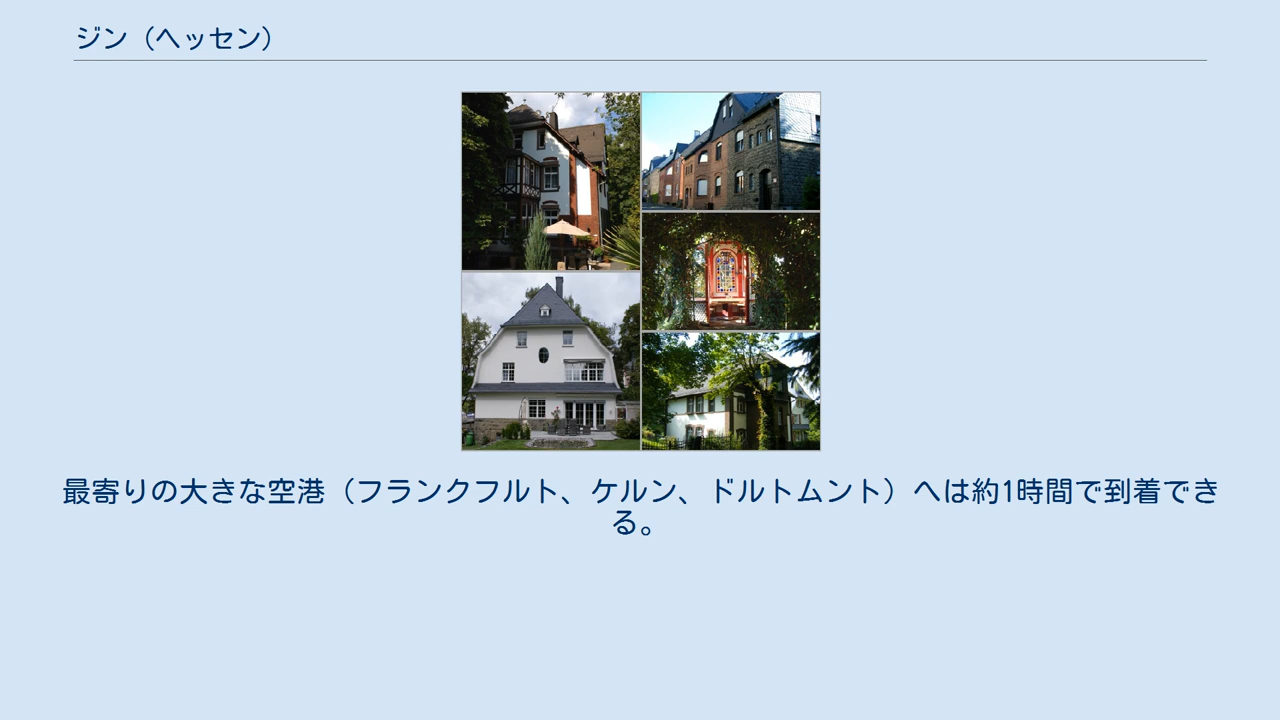 ジン（ヘッセン）
最寄りの大きな空港（フランクフルト、ケルン、ドルトムント）へは約1時間で到着でき
る。